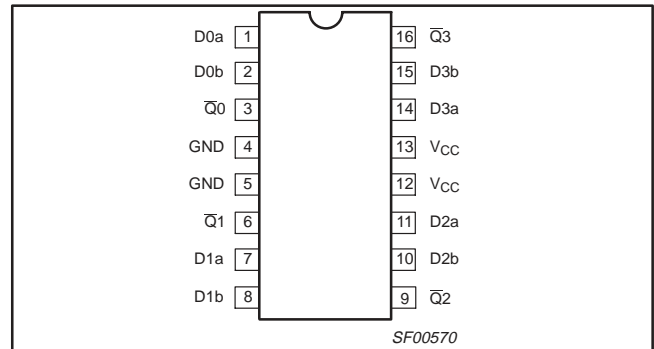 D0a 1 16 Q̅3
D0b 2 15 D3b
Q̅0 3 14 D3a
GND 4 13 VCC
GND 5 12 VCC
Q̅1 6 11 D2a
D1a 7 10 D2b
D1b 8 9 Q̅2
SF00570